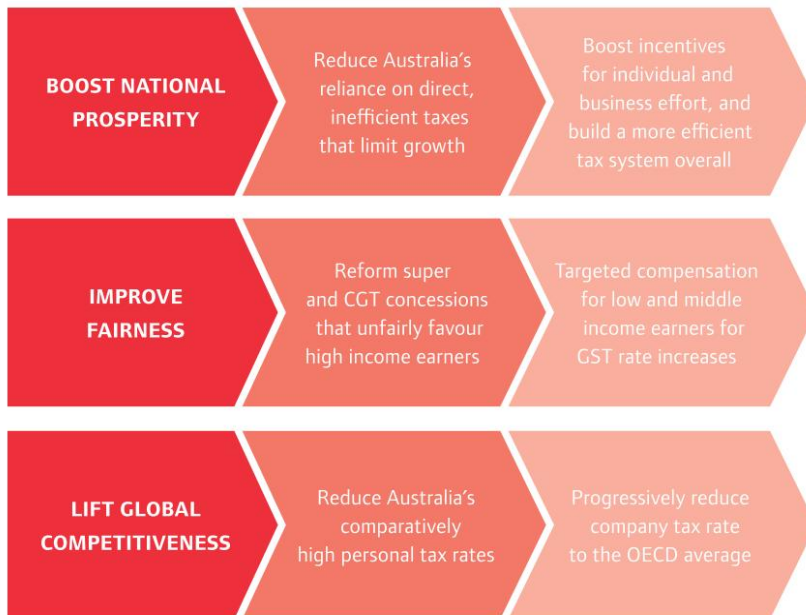 BOOST NATIONAL
PROSPERITY
Reduce Australia’s
reliance on direct,
inefficient taxes
that limit growth
Boost incentives
for individual and
business effort, and
build a more efficient
tax system overall
IMPROVE
FAIRNESS
Reform super
and CGT concessions
that unfairly favour
high income earners
Targeted compensation
for low and middle
income earners for
GST rate increases
LIFT GLOBAL
COMPETITIVENESS
Reduce Australia’s
comparatively
high personal tax rates
Progressively reduce
company tax rate
to the OECD average